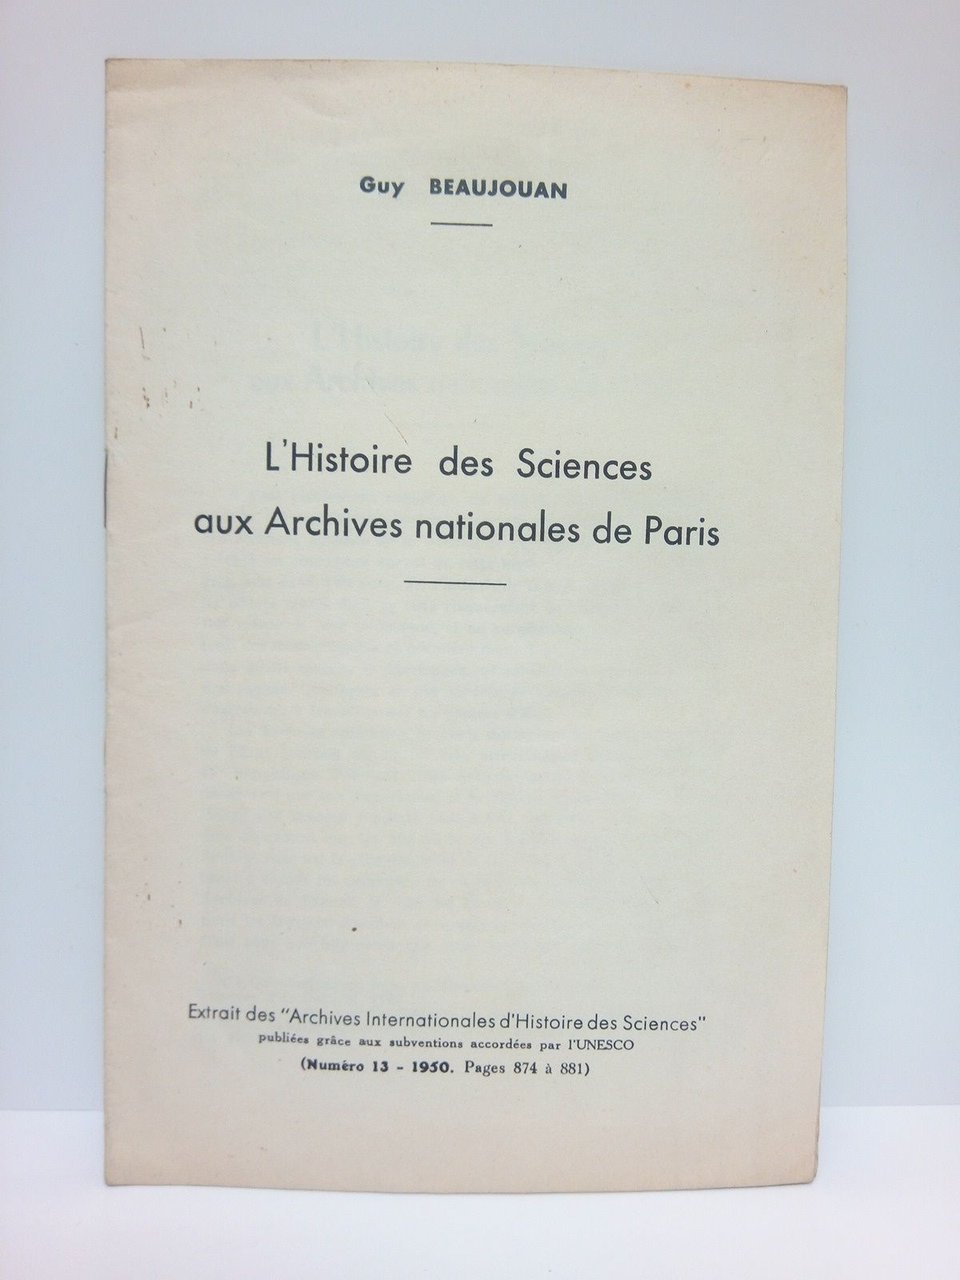 Guy BEAUJOUAN
L'Histoire des Sciences
aux Archives nationales de Paris
Extrait des "Archives Internationales d'Histoire des Sciences"
publiées grâce aux subventions accordées par l'UNESCO
(Numéro 13 - 1950. Pages 874 à 881)